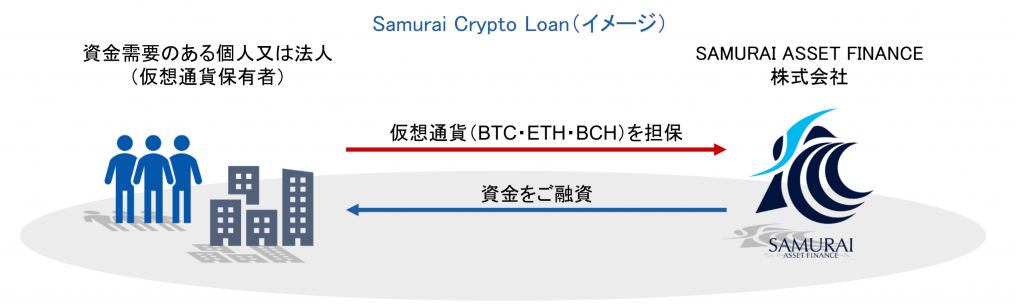 Samurai Crypto Loan（イメージ）
資金需要のある個人又は法人
（仮想通貨保有者）
SAMURAI ASSET FINANCE
株式会社
仮想通貨（BTC・ETH・BCH）を担保
資金をご融資
SAMURAI
ASSET FINANCE